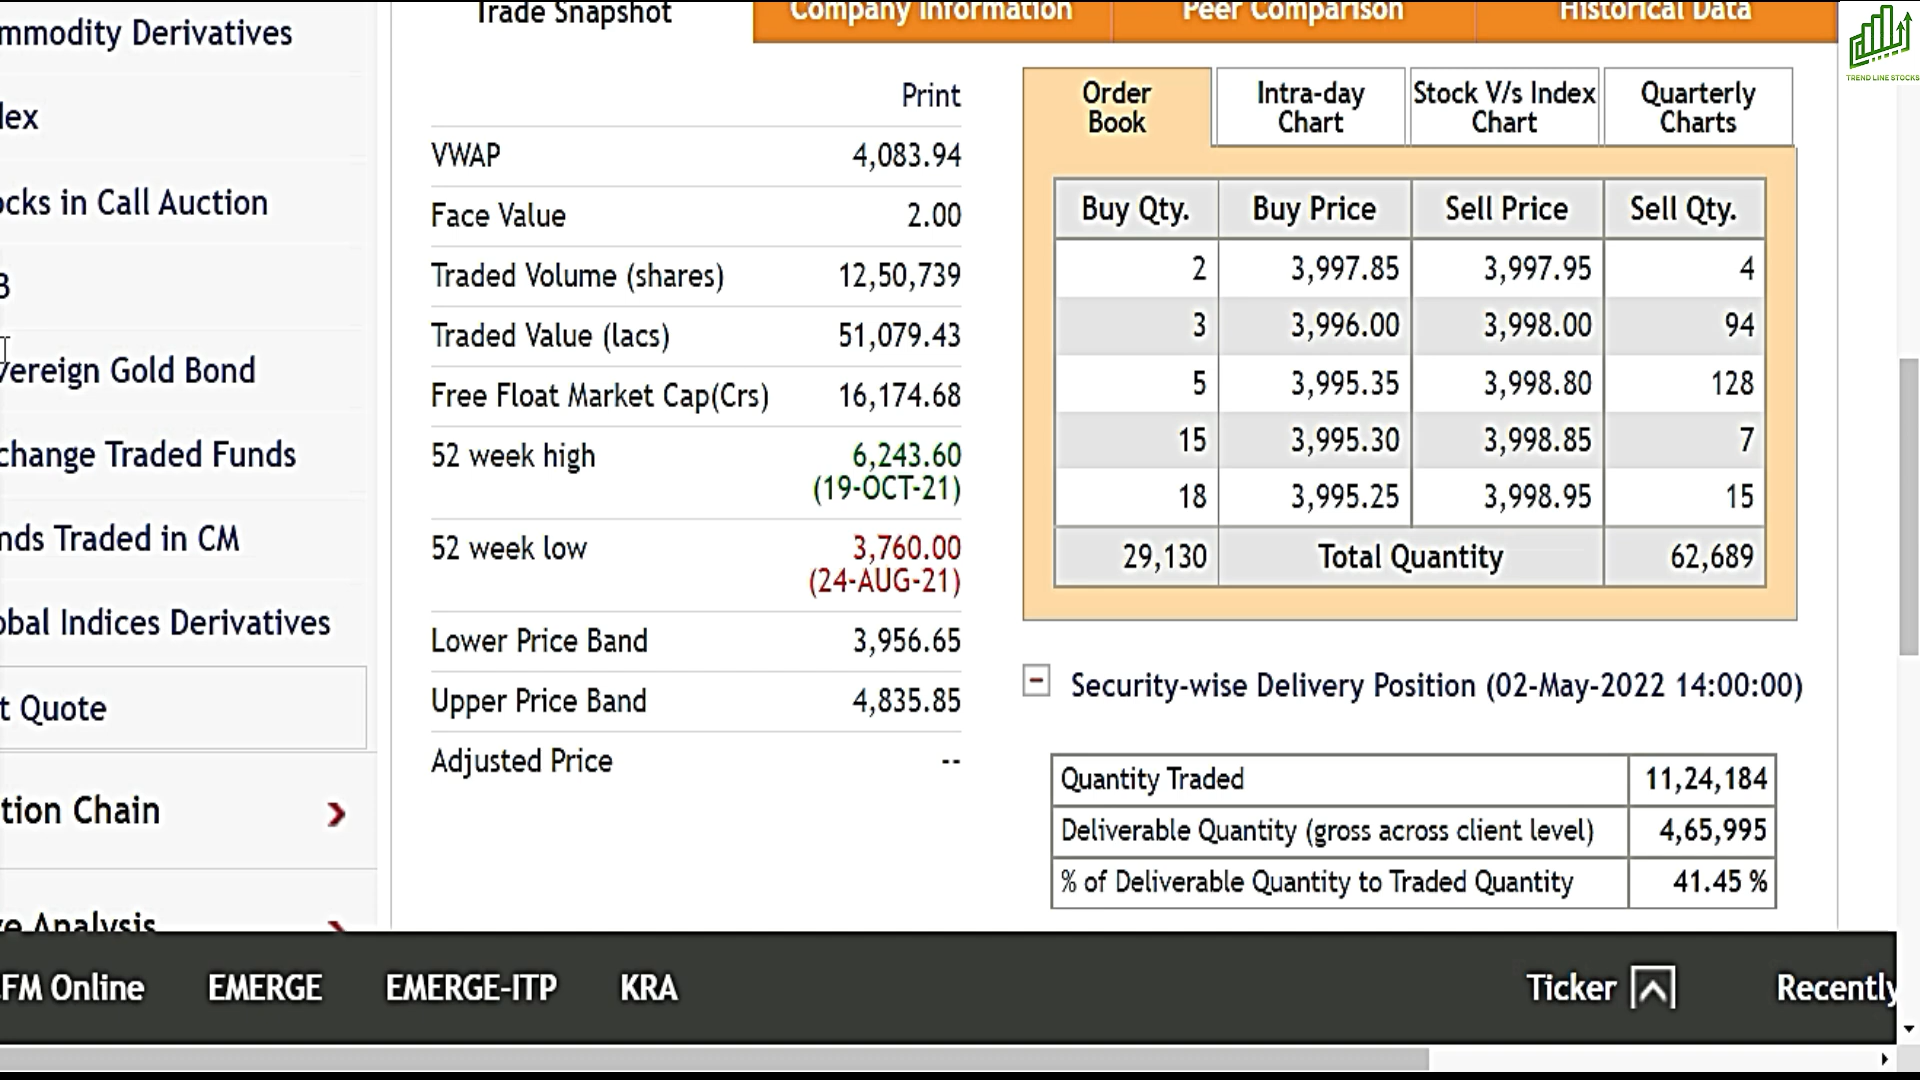 Trade Snapshot
Company Information
Peer Comparison
Historical Data
TREND LINE STOCKS
mmodity Derivatives
dex
ocks in Call Auction
B
vereign Gold Bond
change Traded Funds
nds Traded in CM
obal Indices Derivatives
t Quote
tion Chain
ve Analysis
Print
VWAP 4,083.94
Face Value 2.00
Traded Volume (shares) 12,50,739
Traded Value (lacs) 51,079.43
Free Float Market Cap(Crs) 16,174.68
52 week high 6,243.60
(19-OCT-21)
52 week low 3,760.00
(24-AUG-21)
Lower Price Band 3,956.65
Upper Price Band 4,835.85
Adjusted Price --
Order
Book
Intra-day
Chart
Stock V/s Index
Chart
Quarterly
Charts
Buy Qty. Buy Price Sell Price Sell Qty.
2 3,997.85 3,997.95 4
3 3,996.00 3,998.00 94
5 3,995.35 3,998.80 128
15 3,995.30 3,998.85 7
18 3,995.25 3,998.95 15
29,130 Total Quantity 62,689
Security-wise Delivery Position (02-May-2022 14:00:00)
Quantity Traded 11,24,184
Deliverable Quantity (gross across client level) 4,65,995
% of Deliverable Quantity to Traded Quantity 41.45 %
FM Online EMERGE EMERGE-ITP KRA Ticker Recently